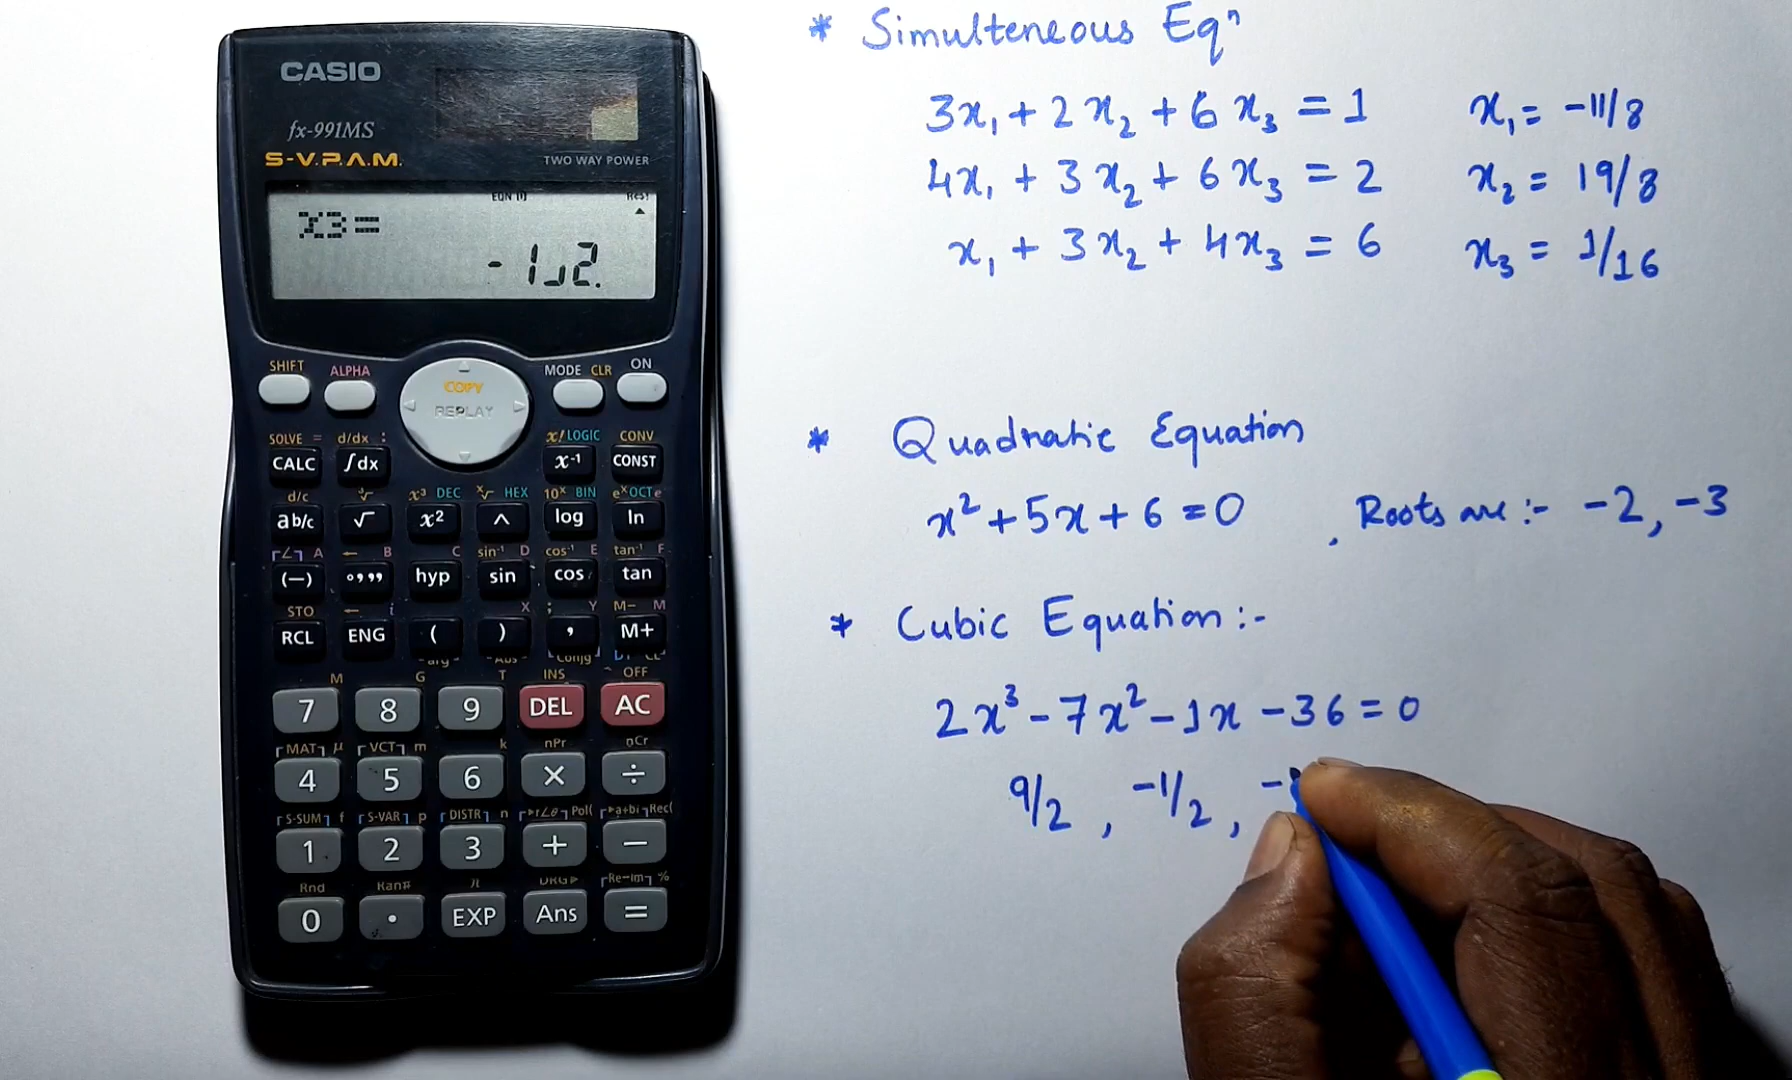 CASIO
fx-991MS
S-V.P.A.M.
TWO WAY POWER
EQN
x3=
-1⌟2.
SHIFT ALPHA COPY REPLAY MODE CLR ON
SOLVE = d/dx : x! LOGIC CONV
CALC ∫dx x⁻¹ CONST
d/c ³√ x³ DEC ˣ√ HEX 10ˣ BIN eˣ OCT e
ab/c √ x² ^ log ln
∠ A ← B C sin⁻¹ D cos⁻¹ E tan⁻¹ F
(−) °,,, hyp sin cos tan
STO ← i X ; Y M− M
RCL ENG ( ) , M+
arg Abs Conjg
M G T INS OFF
7 8 9 DEL AC
MAT μ VCT m k nPr nCr
4 5 6 × ÷
S-SUM f S-VAR p DISTR n ▸r∠θ Pol( ▸a+bi Rec(
1 2 3 + −
Rnd Ran# π DRG▸ Re↔Im %
0 . EXP Ans =
* Simulteneous Eqⁿ
3x₁ + 2x₂ + 6x₃ = 1 x₁ = -11/8
4x₁ + 3x₂ + 6x₃ = 2 x₂ = 19/8
x₁ + 3x₂ + 4x₃ = 6 x₃ = 1/16
* Quadratic Equation
x² + 5x + 6 = 0 , Roots are :- -2, -3
* Cubic Equation :-
2x³ - 7x² - 1x - 36 = 0
9/2 , -1/2 , -